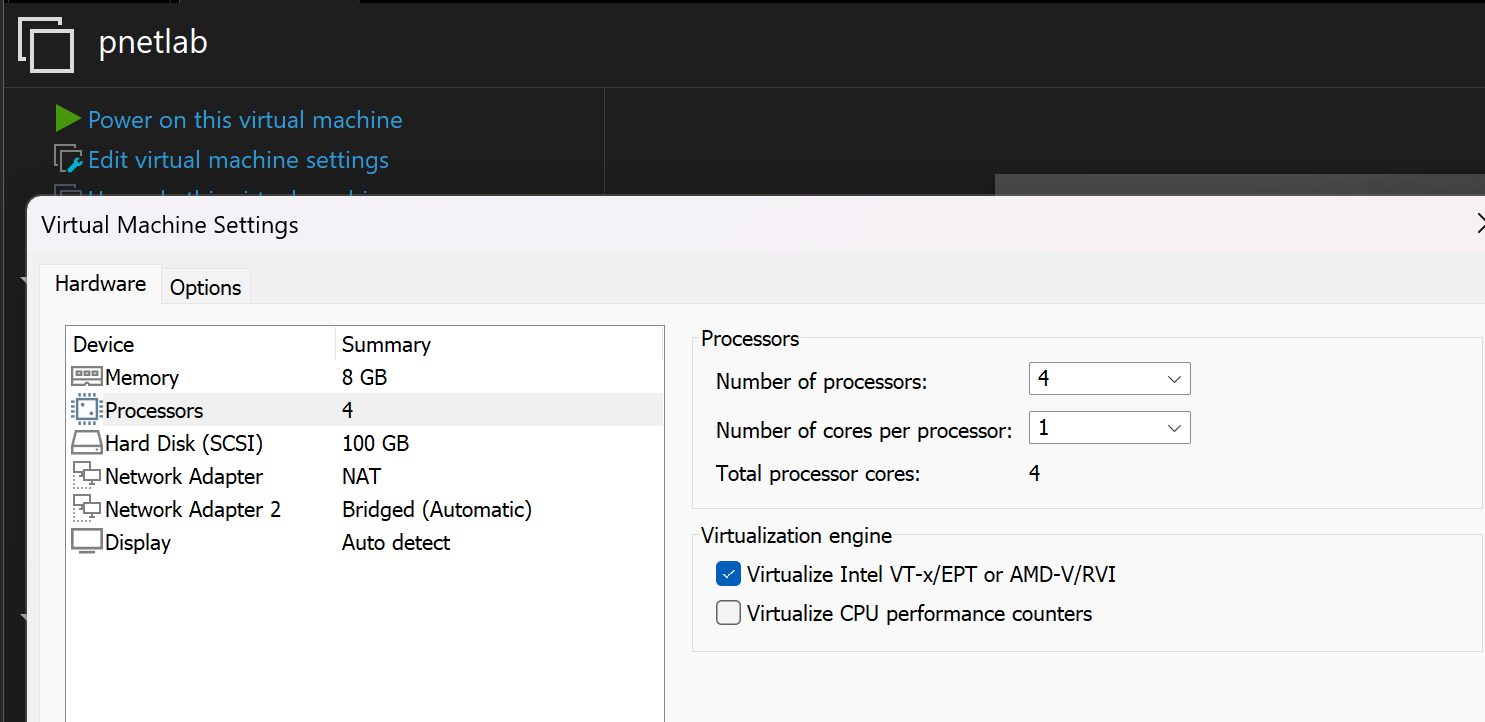 pnetlab
Power on this virtual machine
Edit virtual machine settings
Virtual Machine Settings
Hardware
Options
Device Summary
Memory 8 GB
Processors 4
Hard Disk (SCSI) 100 GB
Network Adapter NAT
Network Adapter 2 Bridged (Automatic)
Display Auto detect
Processors
Number of processors: 4
Number of cores per processor: 1
Total processor cores: 4
Virtualization engine
Virtualize Intel VT-x/EPT or AMD-V/RVI
Virtualize CPU performance counters